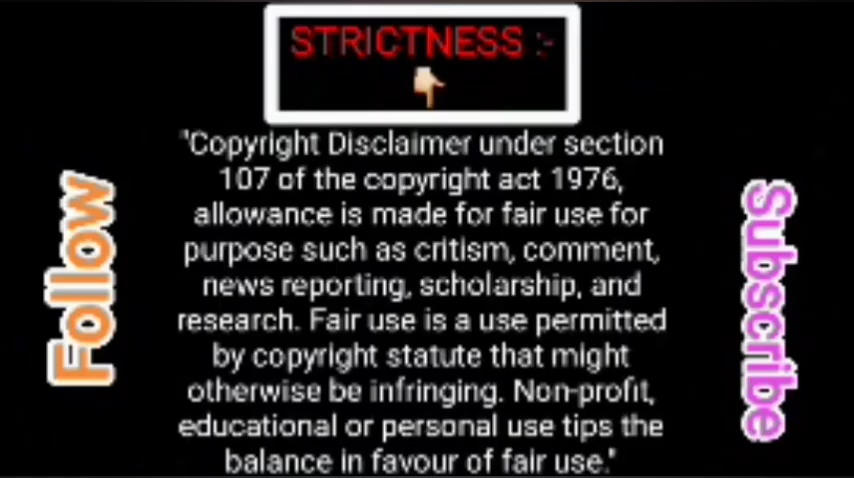 STRICTNESS :-
👇
"Copyright Disclaimer under section
107 of the copyright act 1976,
allowance is made for fair use for
purpose such as critism, comment,
news reporting, scholarship, and
research. Fair use is a use permitted
by copyright statute that might
otherwise be infringing. Non-profit,
educational or personal use tips the
balance in favour of fair use."
Follow
Subscribe